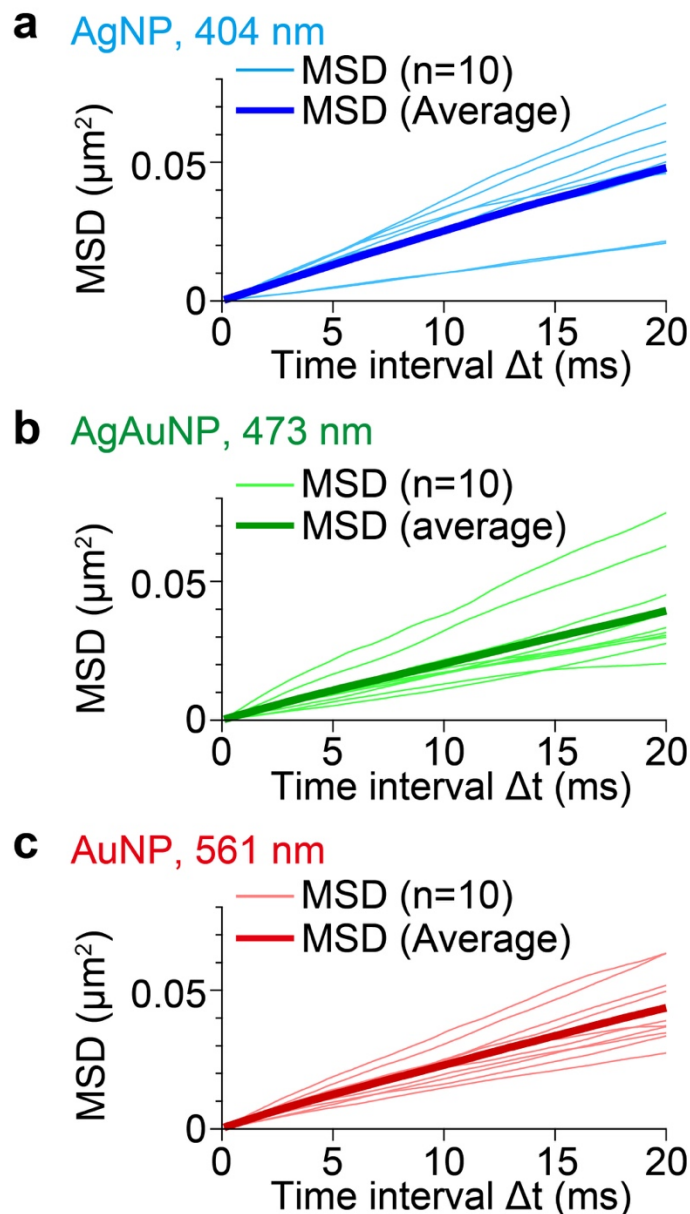 a AgNP, 404 nm
MSD (n=10)
MSD (Average)
MSD (µm²)
0.05
0
0 5 10 15 20
Time interval Δt (ms)
b AgAuNP, 473 nm
MSD (n=10)
MSD (average)
MSD (µm²)
0.05
0
0 5 10 15 20
Time interval Δt (ms)
c AuNP, 561 nm
MSD (n=10)
MSD (Average)
MSD (µm²)
0.05
0
0 5 10 15 20
Time interval Δt (ms)